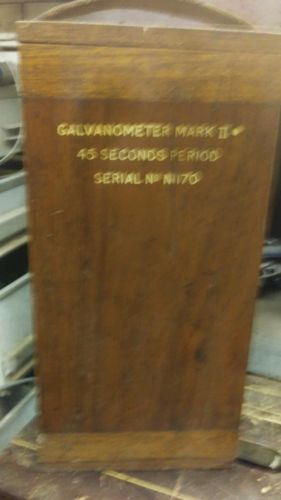 GALVANOMETER MARK II
45 SECONDS PERIOD
SERIAL No N1170